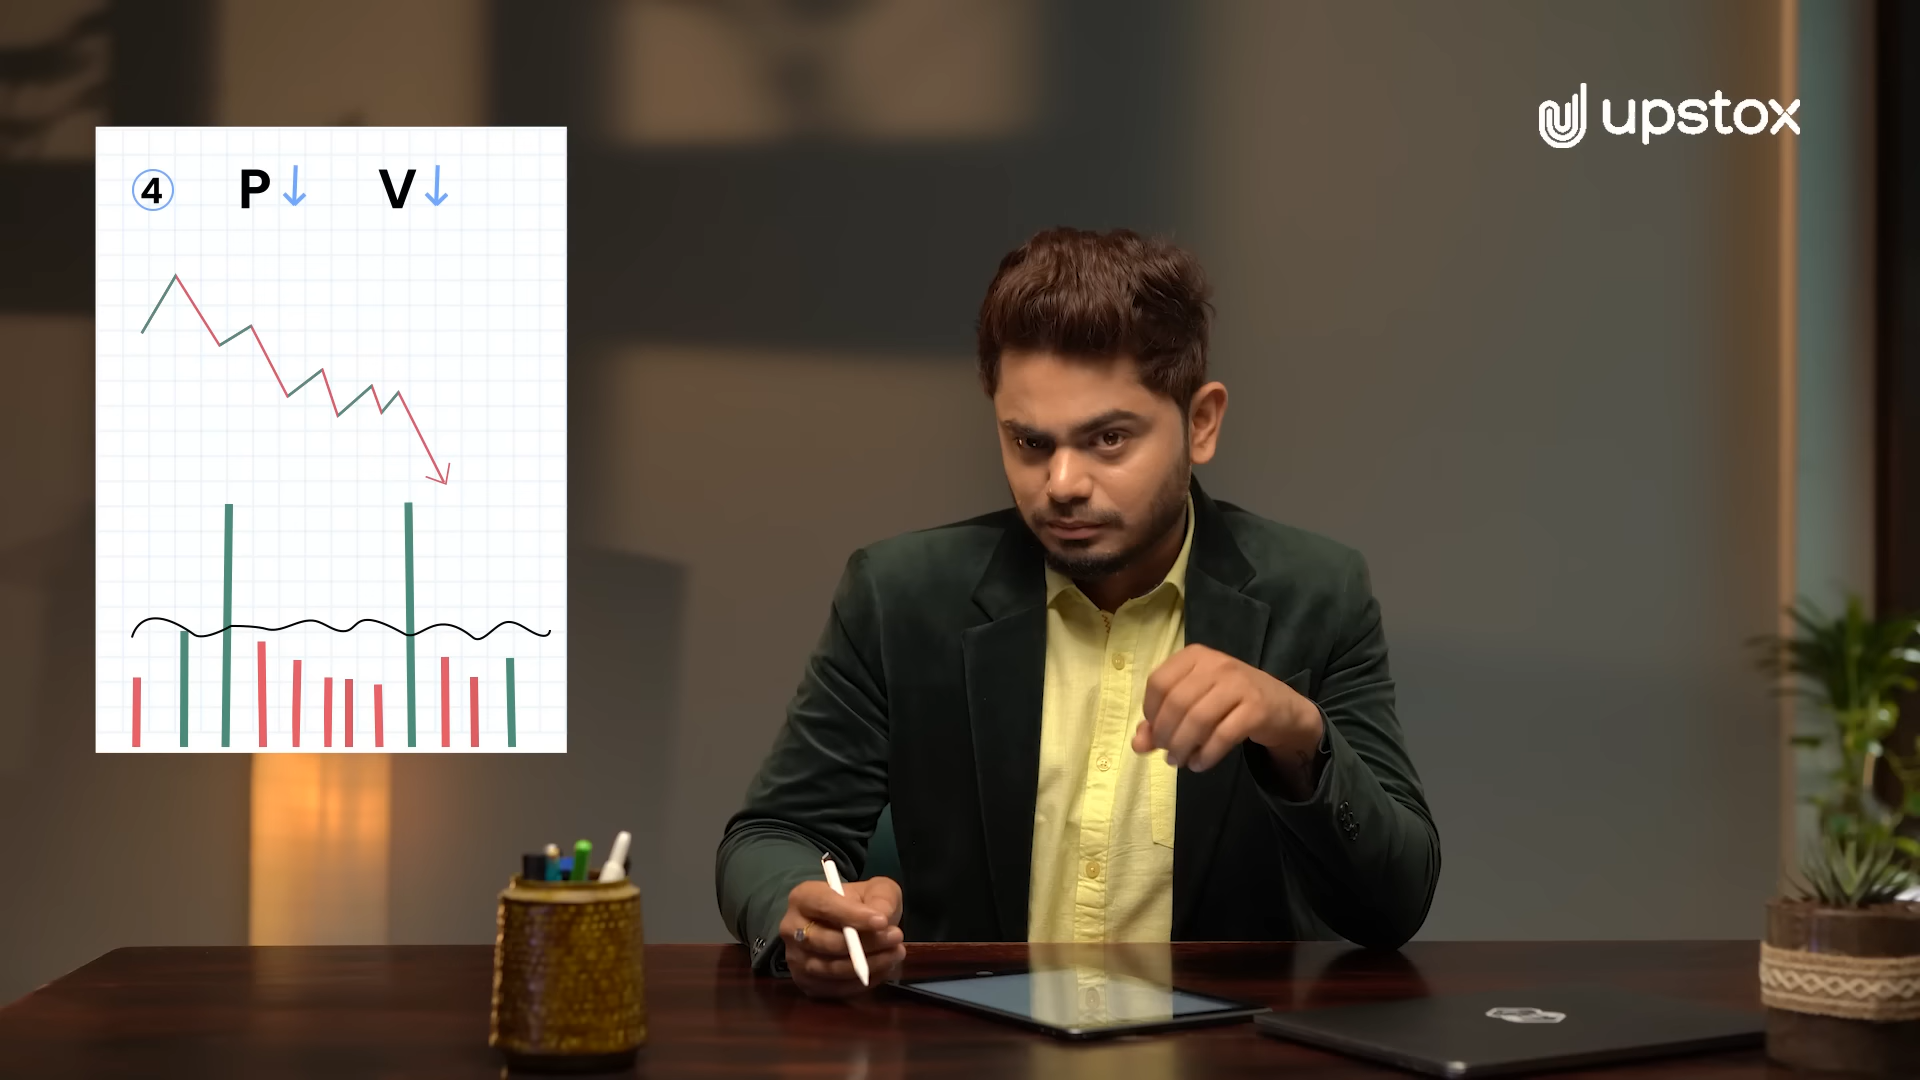 ④ P↓ V↓
upstox